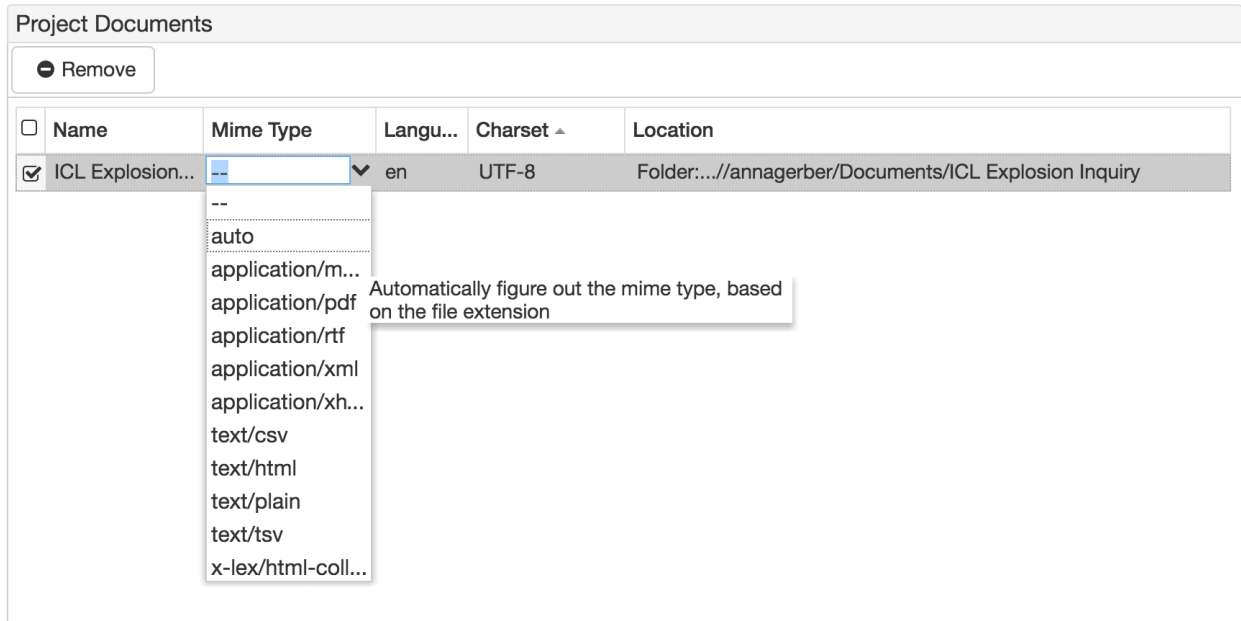 Project Documents
Remove
Name Mime Type Langu... Charset Location
ICL Explosion... -- en UTF-8 Folder:...//annagerber/Documents/ICL Explosion Inquiry
--
auto
application/m...
Automatically figure out the mime type, based
on the file extension
application/pdf
application/rtf
application/xml
application/xh...
text/csv
text/html
text/plain
text/tsv
x-lex/html-coll...